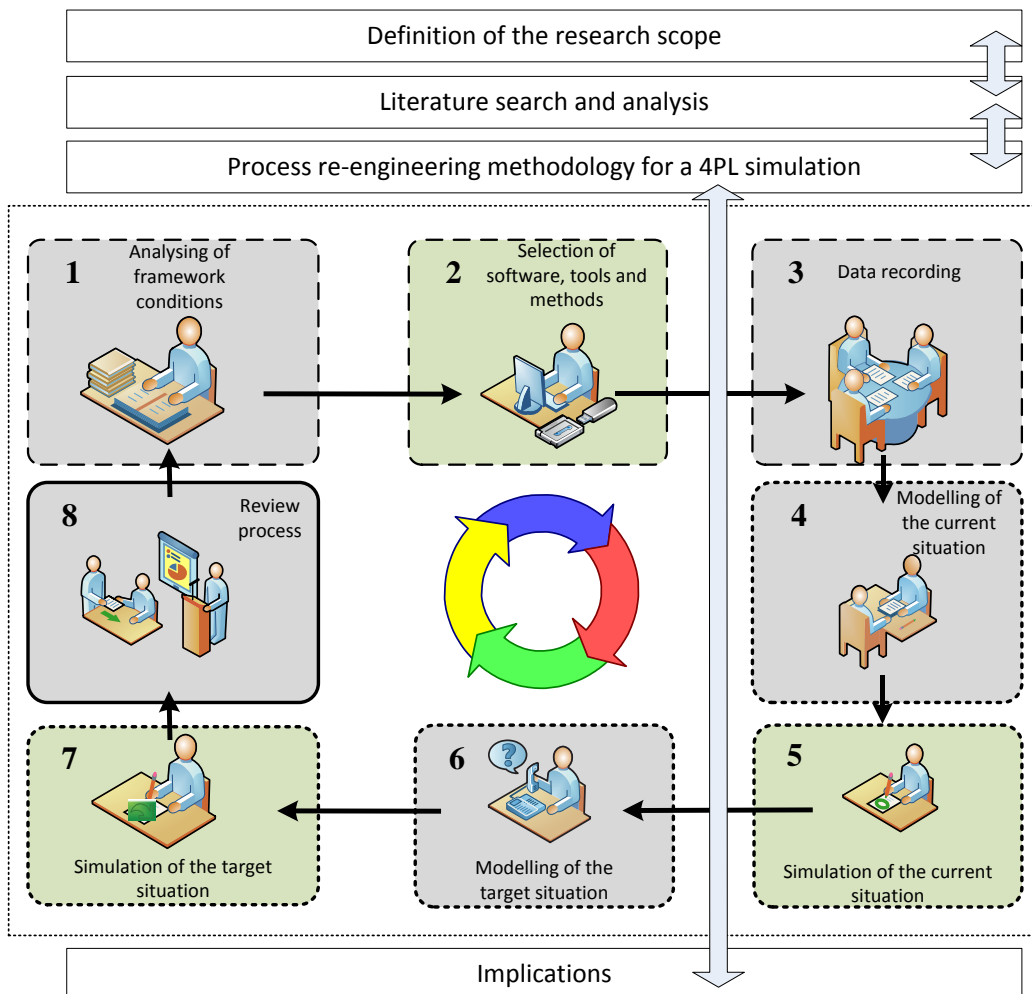 Definition of the research scope
Literature search and analysis
Process re-engineering methodology for a 4PL simulation
1
Analysing of
framework
conditions
2
Selection of
software, tools and
methods
3
Data recording
8
Review
process
4
Modelling of
the current
situation
7
Simulation of the target
situation
6
?
Modelling of the
target situation
5
Simulation of the current
situation
Implications